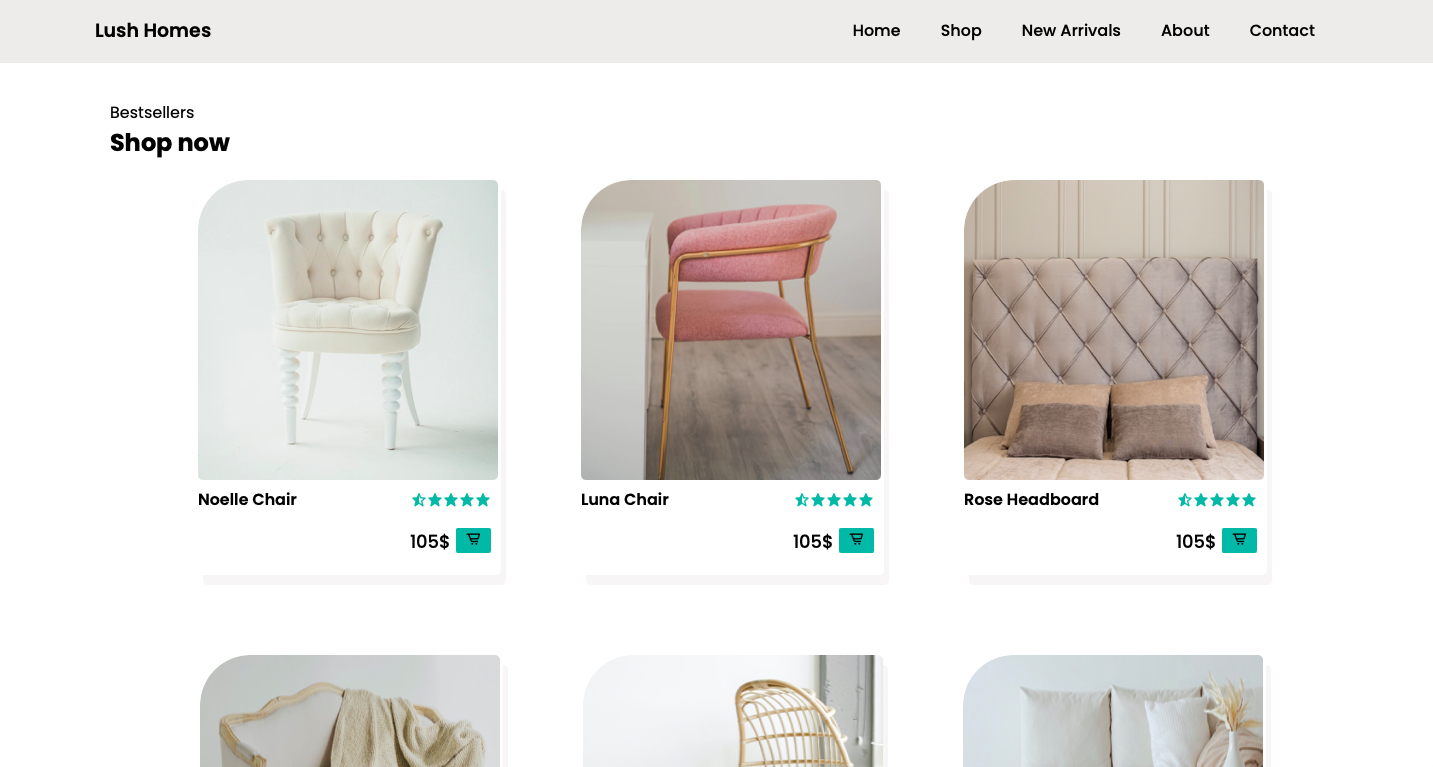 Lush Homes
Home Shop New Arrivals About Contact
Bestsellers
Shop now
Noelle Chair
105$
Luna Chair
105$
Rose Headboard
105$